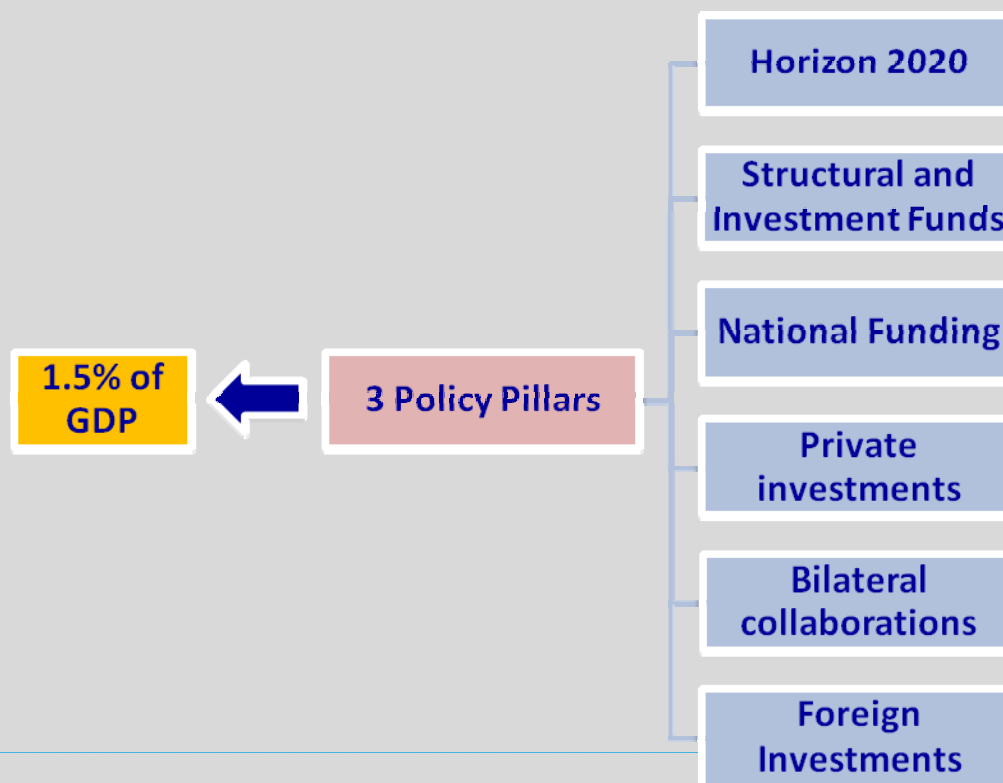 Horizon 2020
Structural and
Investment Funds
National Funding
1.5% of
GDP
3 Policy Pillars
Private
investments
Bilateral
collaborations
Foreign
Investments